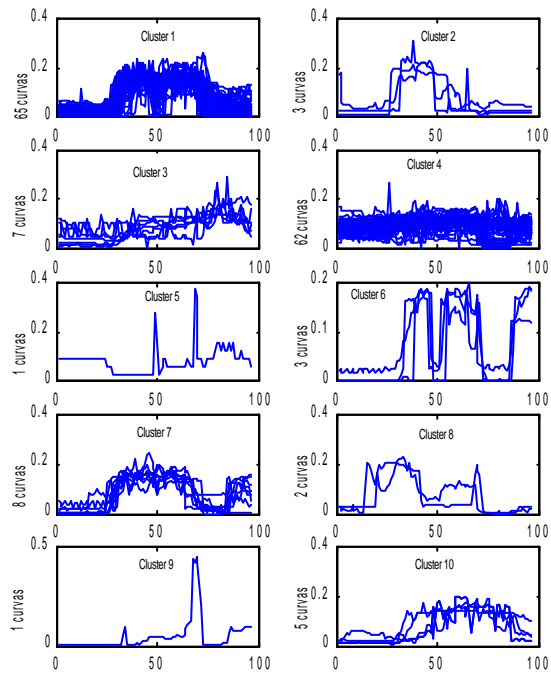 0.4
Cluster 1
0.2
65 curvas
0
0 50 100
0.4
Cluster 2
0.2
3 curvas
0
0 50 100
0.4
Cluster 3
0.2
7 curvas
0
0 50 100
0.4
Cluster 4
0.2
62 curvas
0
0 50 100
0.4
Cluster 5
0.2
1 curvas
0
0 50 100
0.2
Cluster 6
0.1
3 curvas
0
0 50 100
0.4
Cluster 7
0.2
8 curvas
0
0 50 100
0.4
Cluster 8
0.2
2 curvas
0
0 50 100
0.5
Cluster 9
1 curvas
0
0 50 100
0.4
Cluster 10
0.2
5 curvas
0
0 50 100